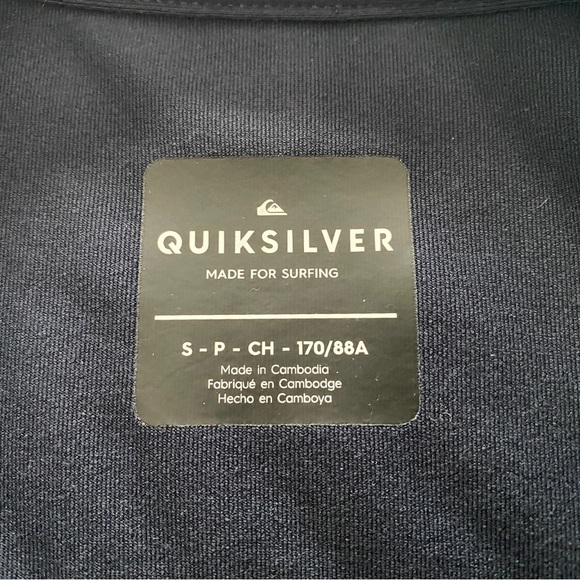 QUIKSILVER
MADE FOR SURFING
S - P - CH - 170/88A
Made in Cambodia
Fabriqué en Cambodge
Hecho en Camboya